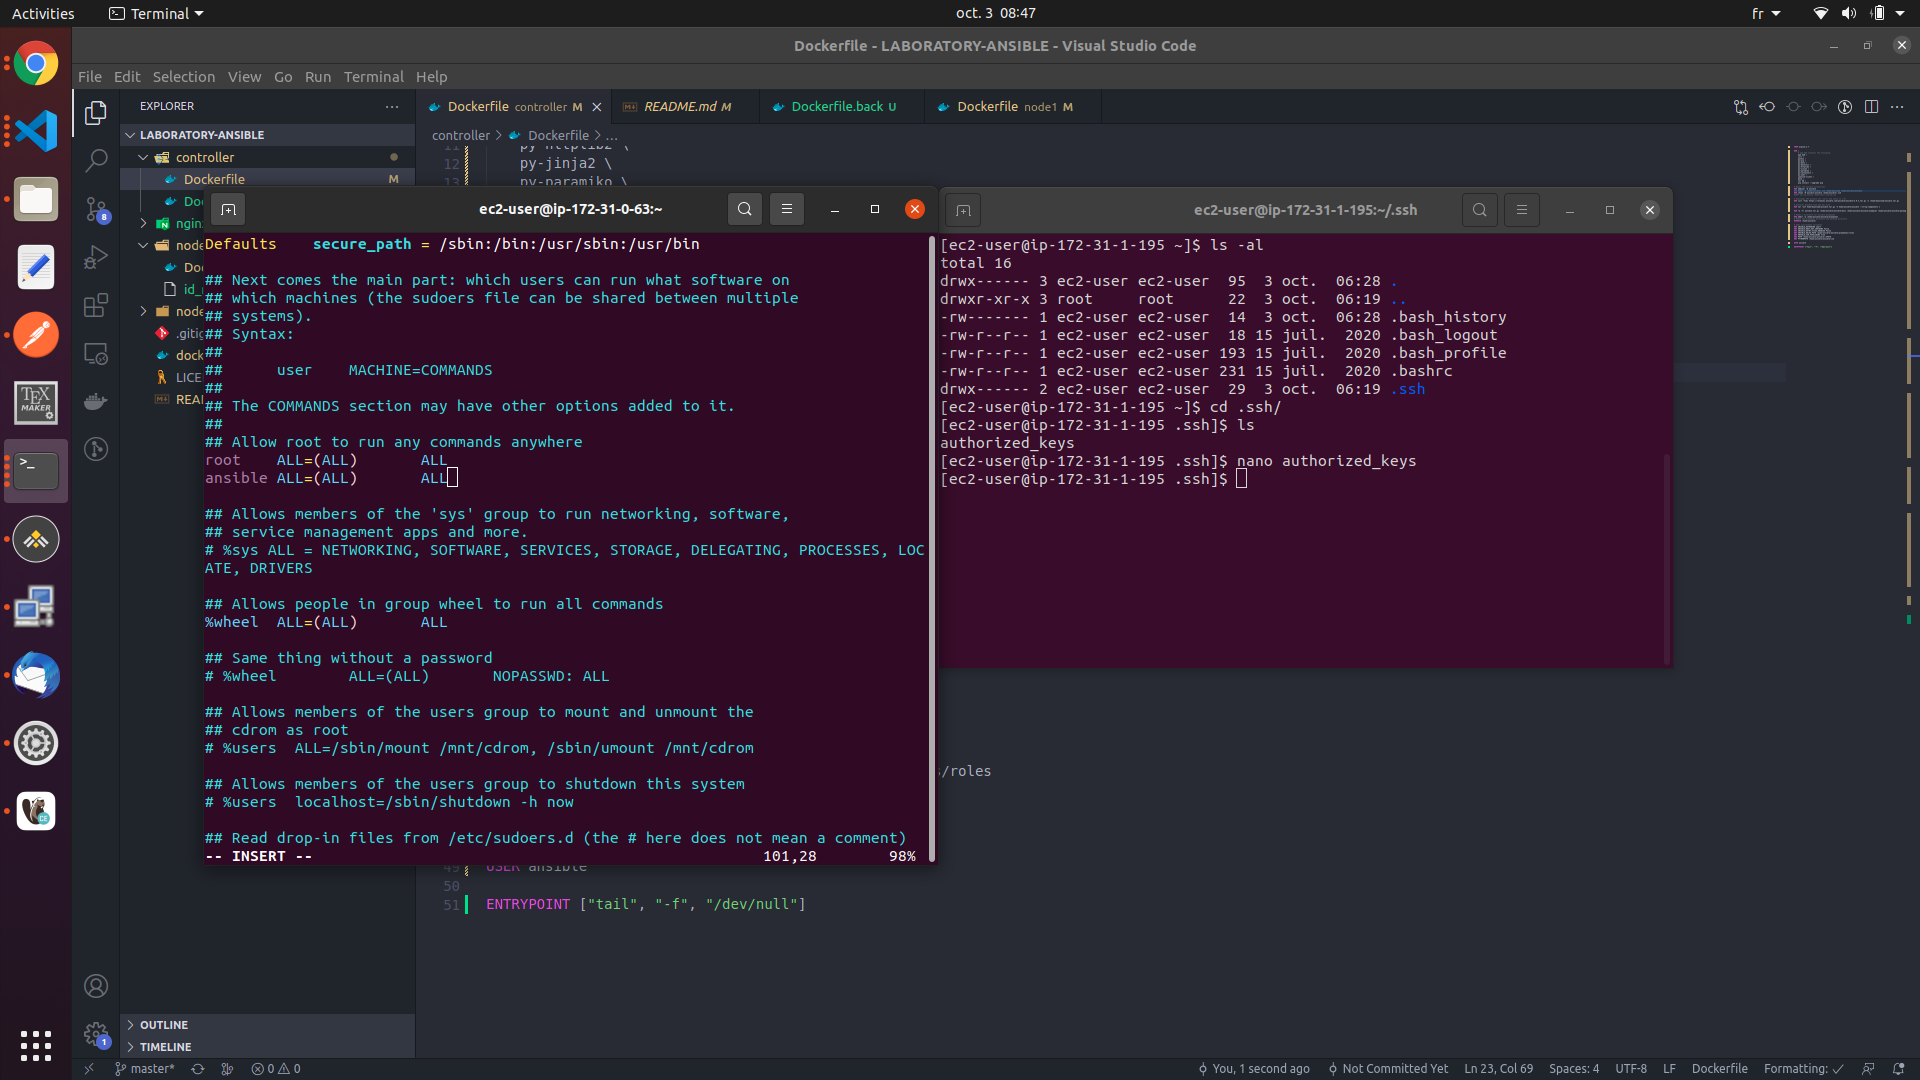 Activities
Terminal
oct. 3 08:47
fr
Dockerfile - LABORATORY-ANSIBLE - Visual Studio Code
File Edit Selection View Go Run Terminal Help
EXPLORER
LABORATORY-ANSIBLE
controller
Dockerfile M
LICE
OUTLINE
TIMELINE
Dockerfile controller M
README.md M
Dockerfile.back U
Dockerfile node1 M
controller > Dockerfile > ...
12 py-jinja2 \
13 py-paramiko \
ec2-user@ip-172-31-0-63:~
Defaults    secure_path = /sbin:/bin:/usr/sbin:/usr/bin
## Next comes the main part: which users can run what software on
## which machines (the sudoers file can be shared between multiple
## systems).
## Syntax:
##
##      user    MACHINE=COMMANDS
##
## The COMMANDS section may have other options added to it.
##
## Allow root to run any commands anywhere
root    ALL=(ALL)       ALL
ansible ALL=(ALL)       ALL
## Allows members of the 'sys' group to run networking, software,
## service management apps and more.
# %sys ALL = NETWORKING, SOFTWARE, SERVICES, STORAGE, DELEGATING, PROCESSES, LOC
ATE, DRIVERS
## Allows people in group wheel to run all commands
%wheel  ALL=(ALL)       ALL
## Same thing without a password
# %wheel        ALL=(ALL)       NOPASSWD: ALL
## Allows members of the users group to mount and unmount the
## cdrom as root
# %users  ALL=/sbin/mount /mnt/cdrom, /sbin/umount /mnt/cdrom
## Allows members of the users group to shutdown this system
# %users  localhost=/sbin/shutdown -h now
## Read drop-in files from /etc/sudoers.d (the # here does not mean a comment)
-- INSERT --                                                  101,28        98%
ec2-user@ip-172-31-1-195:~/.ssh
[ec2-user@ip-172-31-1-195 ~]$ ls -al
total 16
drwx------ 3 ec2-user ec2-user  95  3 oct.  06:28 .
drwxr-xr-x 3 root     root      22  3 oct.  06:19 ..
-rw------- 1 ec2-user ec2-user  14  3 oct.  06:28 .bash_history
-rw-r--r-- 1 ec2-user ec2-user  18 15 juil.  2020 .bash_logout
-rw-r--r-- 1 ec2-user ec2-user 193 15 juil.  2020 .bash_profile
-rw-r--r-- 1 ec2-user ec2-user 231 15 juil.  2020 .bashrc
drwx------ 2 ec2-user ec2-user  29  3 oct.  06:19 .ssh
[ec2-user@ip-172-31-1-195 ~]$ cd .ssh/
[ec2-user@ip-172-31-1-195 .ssh]$ ls
authorized_keys
[ec2-user@ip-172-31-1-195 .ssh]$ nano authorized_keys
[ec2-user@ip-172-31-1-195 .ssh]$
/roles
49 USER ansible
50
51 ENTRYPOINT ["tail", "-f", "/dev/null"]
master* 0 0
You, 1 second ago
Not Committed Yet
Ln 23, Col 69
Spaces: 4
UTF-8
LF
Dockerfile
Formatting: ✓